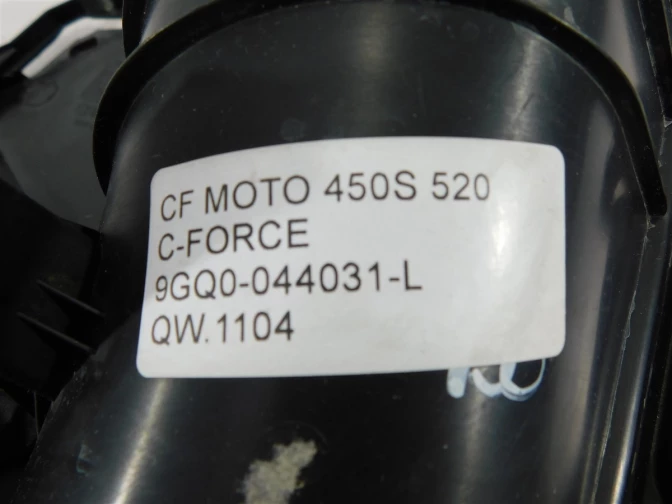 CF MOTO 450S 520
C-FORCE
9GQ0-044031-L
QW.1104